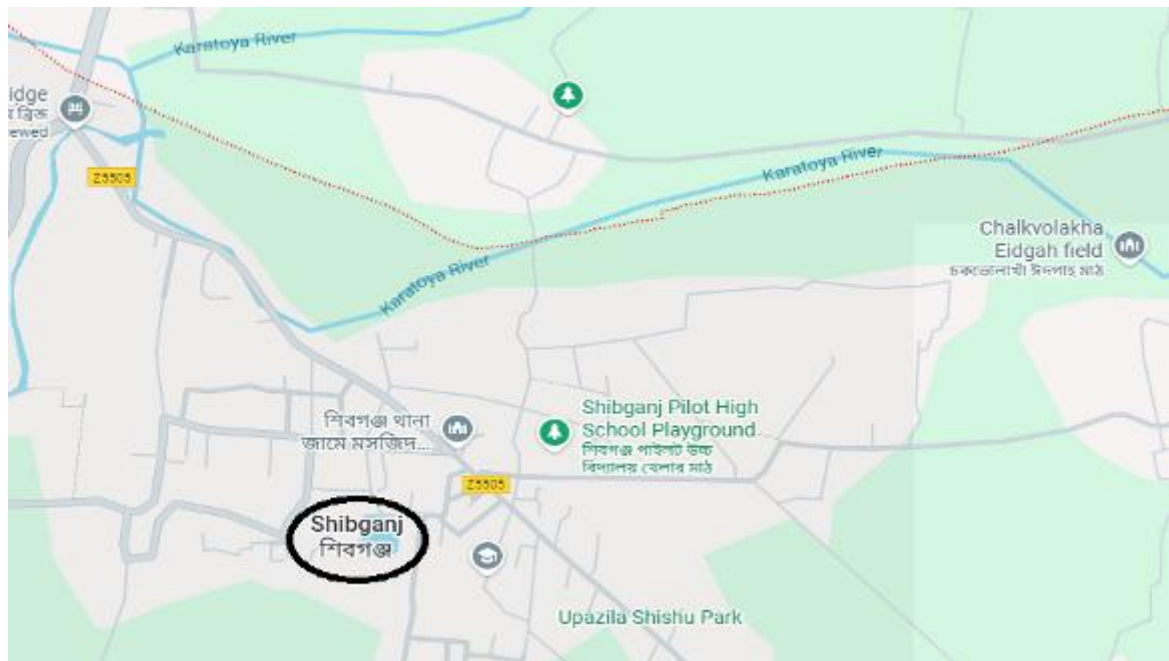 Karatoya River
idge
ব্রিজ
ewed
Z5505
Karatoya River
Karatoya River
Chalkvolakha
Eidgah field
চকভোলাখাঁ ঈদগাহ মাঠ
শিবগঞ্জ থানা
জামে মসজিদ...
Shibganj Pilot High
School Playground
শিবগঞ্জ পাইলট উচ্চ
বিদ্যালয় খেলার মাঠ
Z5505
Shibganj
শিবগঞ্জ
Upazila Shishu Park